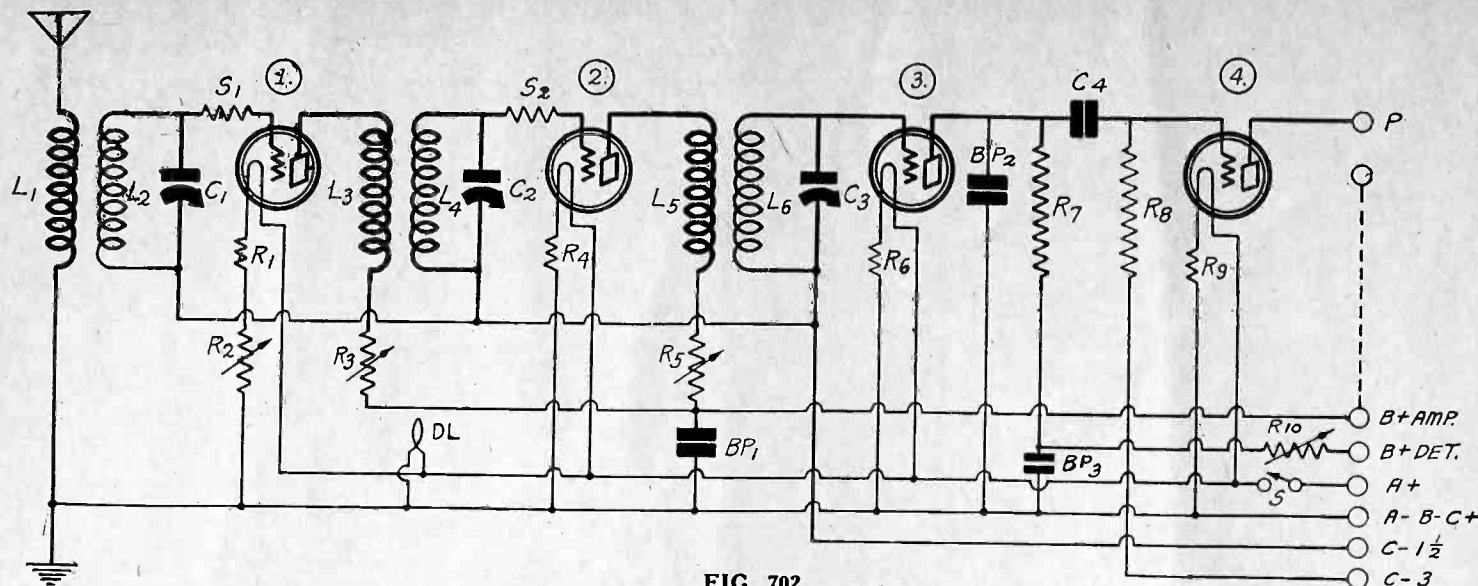 1. 2. 3. 4.
S1 S2 C4 P
L1 L2 C1 L3 L4 C2 L5 L6 C3 BP2 R7 R8
R1 R4 R6 R9
R2 R3 R5
B+AMP.
DL BP1 R10
BP3 B+DET.
S A+
A- B- C+
C-1½
C-3
FIG. 702